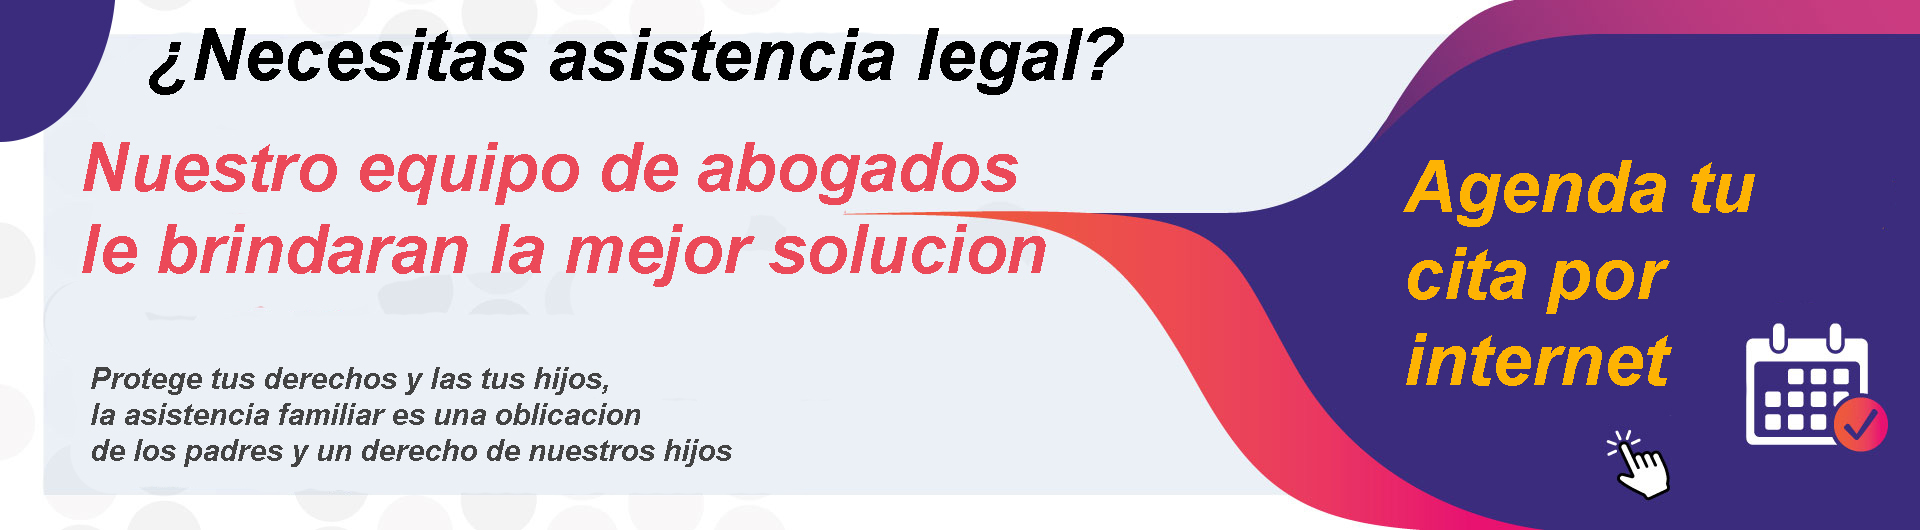 ¿Necesitas asistencia legal?
Nuestro equipo de abogados
le brindaran la mejor solucion
Protege tus derechos y las tus hijos,
la asistencia familiar es una oblicacion
de los padres y un derecho de nuestros hijos
Agenda tu
cita por
internet